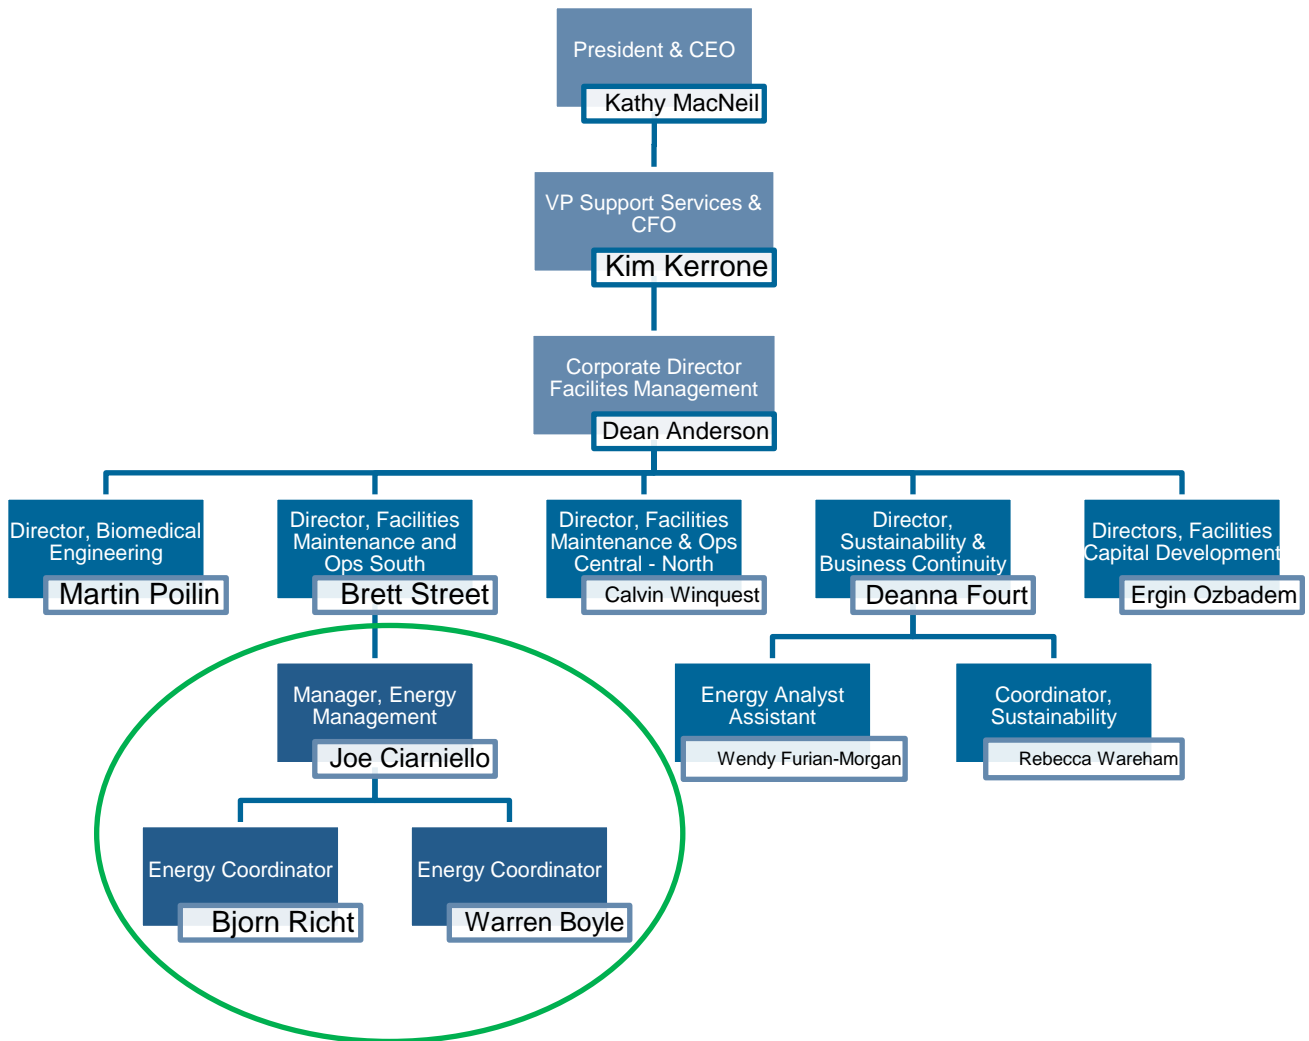 President & CEO
Kathy MacNeil
VP Support Services &
CFO
Kim Kerrone
Corporate Director
Facilites Management
Dean Anderson
Director, Biomedical
Engineering
Martin Poilin
Director, Facilities
Maintenance and
Ops South
Brett Street
Director, Facilities
Maintenance & Ops
Central - North
Calvin Winquest
Director,
Sustainability &
Business Continuity
Deanna Fourt
Directors, Facilities
Capital Development
Ergin Ozbadem
Manager, Energy
Management
Joe Ciarniello
Energy Analyst
Assistant
Wendy Furian-Morgan
Coordinator,
Sustainability
Rebecca Wareham
Energy Coordinator
Bjorn Richt
Energy Coordinator
Warren Boyle